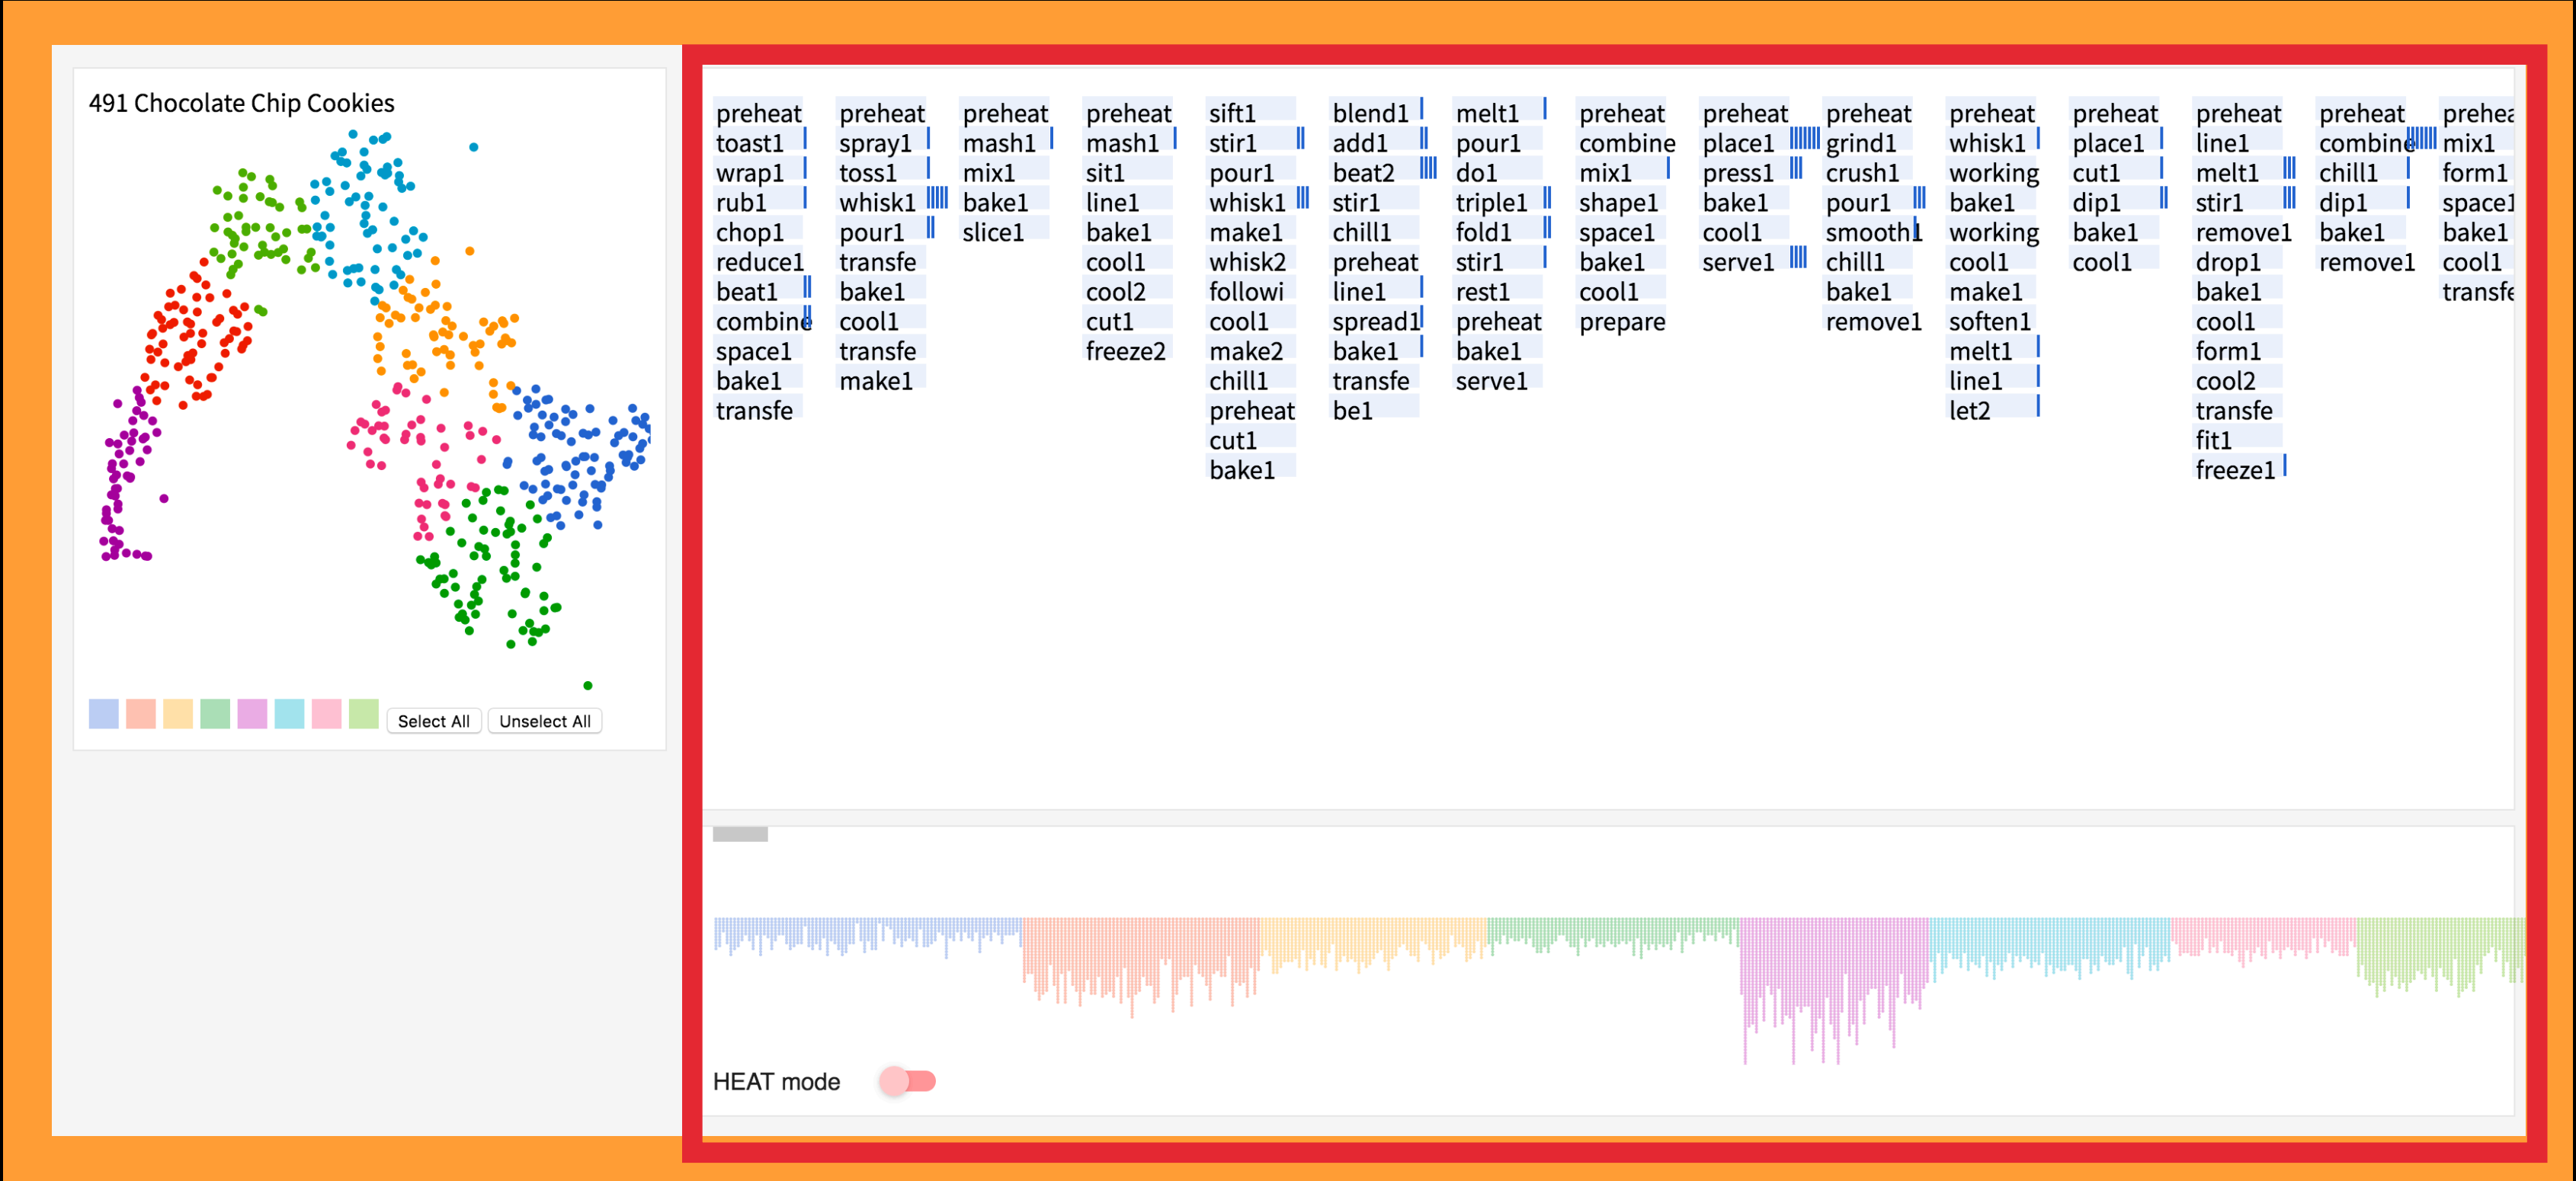 491 Chocolate Chip Cookies
Select All
Unselect All
preheat
toast1
wrap1
rub1
chop1
reduce1
beat1
combine
space1
bake1
transfe
preheat
spray1
toss1
whisk1
pour1
transfe
bake1
cool1
transfe
make1
preheat
mash1
mix1
bake1
slice1
preheat
mash1
sit1
line1
bake1
cool1
cool2
cut1
freeze2
sift1
stir1
pour1
whisk1
make1
whisk2
followi
cool1
make2
chill1
preheat
cut1
bake1
blend1
add1
beat2
stir1
chill1
preheat
line1
spread1
bake1
transfe
be1
melt1
pour1
do1
triple1
fold1
stir1
rest1
preheat
bake1
serve1
preheat
combine
mix1
shape1
space1
bake1
cool1
prepare
preheat
place1
press1
bake1
cool1
serve1
preheat
grind1
crush1
pour1
smooth1
chill1
bake1
remove1
preheat
whisk1
working
bake1
working
cool1
make1
soften1
melt1
line1
let2
preheat
place1
cut1
dip1
bake1
cool1
preheat
line1
melt1
stir1
remove1
drop1
bake1
cool1
form1
cool2
transfe
fit1
freeze1
preheat
combine
chill1
dip1
bake1
remove1
prehea
mix1
form1
space1
bake1
cool1
transfe
HEAT mode